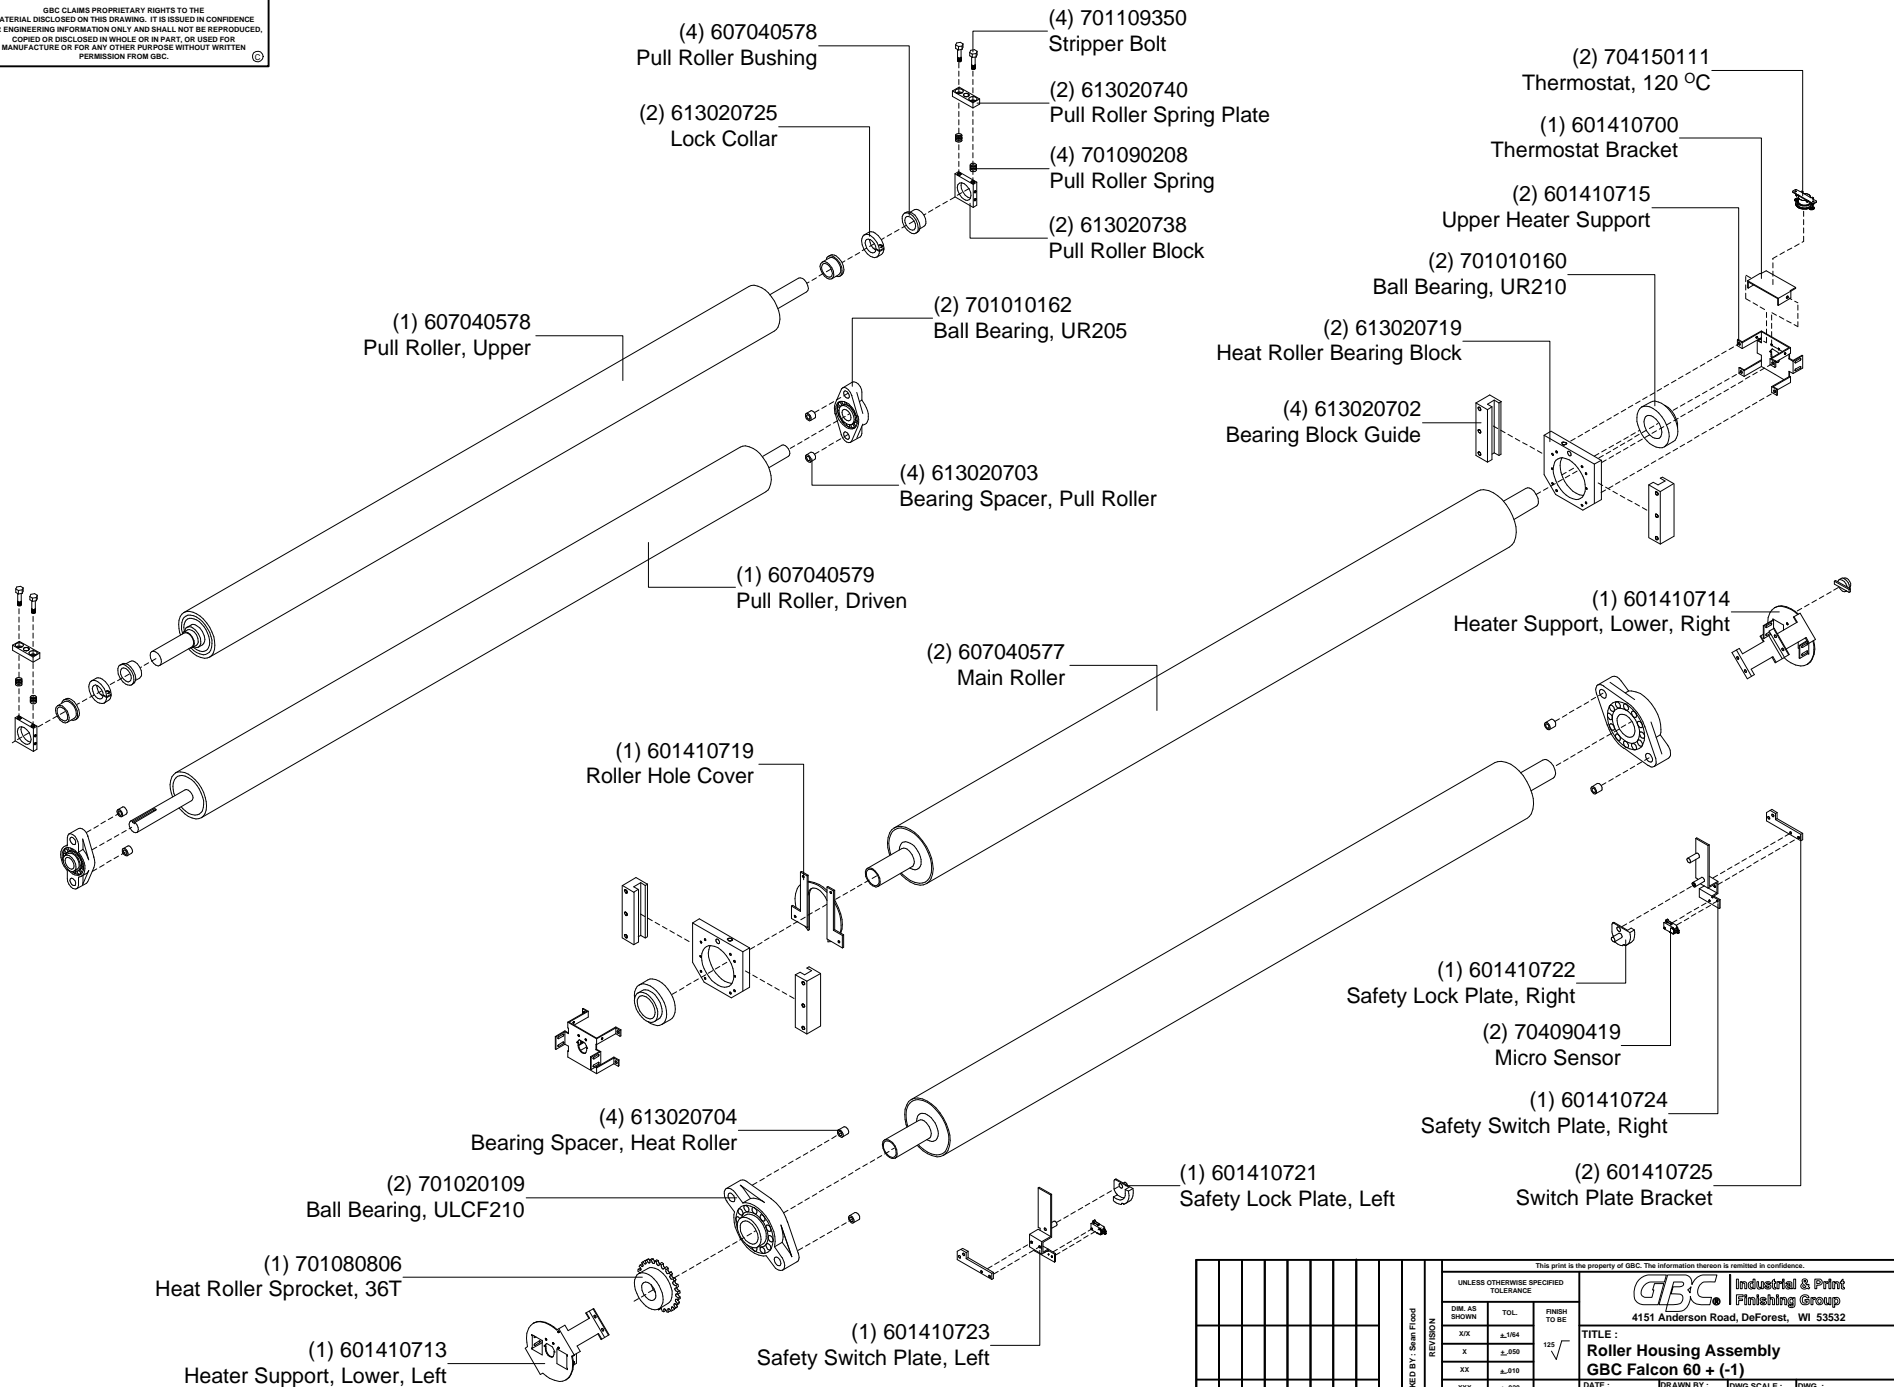 GBC CLAIMS PROPRIETARY RIGHTS TO THE
MATERIAL DISCLOSED ON THIS DRAWING. IT IS ISSUED IN CONFIDENCE
ENGINEERING INFORMATION ONLY AND SHALL NOT BE REPRODUCED,
COPIED OR DISCLOSED IN WHOLE OR IN PART, OR USED FOR
MANUFACTURE OR FOR ANY OTHER PURPOSE WITHOUT WRITTEN
PERMISSION FROM GBC. ©
(4) 607040578
Pull Roller Bushing
(2) 613020725
Lock Collar
(4) 701109350
Stripper Bolt
(2) 613020740
Pull Roller Spring Plate
(4) 701090208
Pull Roller Spring
(2) 613020738
Pull Roller Block
(2) 704150111
Thermostat, 120 °C
(1) 601410700
Thermostat Bracket
(2) 601410715
Upper Heater Support
(2) 701010160
Ball Bearing, UR210
(2) 613020719
Heat Roller Bearing Block
(4) 613020702
Bearing Block Guide
(1) 607040578
Pull Roller, Upper
(2) 701010162
Ball Bearing, UR205
(4) 613020703
Bearing Spacer, Pull Roller
(1) 607040579
Pull Roller, Driven
(2) 607040577
Main Roller
(1) 601410714
Heater Support, Lower, Right
(1) 601410719
Roller Hole Cover
(1) 601410722
Safety Lock Plate, Right
(2) 704090419
Micro Sensor
(1) 601410724
Safety Switch Plate, Right
(2) 601410725
Switch Plate Bracket
(4) 613020704
Bearing Spacer, Heat Roller
(2) 701020109
Ball Bearing, ULCF210
(1) 701080806
Heat Roller Sprocket, 36T
(1) 601410713
Heater Support, Lower, Left
(1) 601410721
Safety Lock Plate, Left
(1) 601410723
Safety Switch Plate, Left
This print is the property of GBC. The information thereon is remitted in confidence.
UNLESS OTHERWISE SPECIFIED
TOLERANCE
DIM. AS SHOWN
TOL.
FINISH TO BE
X/X ±1/64
X ±.050
XX ±.010
125
REVISION
BY : Sean Flood
GBC ® Industrial & Print
Finishing Group
4151 Anderson Road, DeForest, WI 53532
TITLE :
Roller Housing Assembly
GBC Falcon 60 + (-1)
DATE : DRAWN BY : DWG SCALE : DWG. :